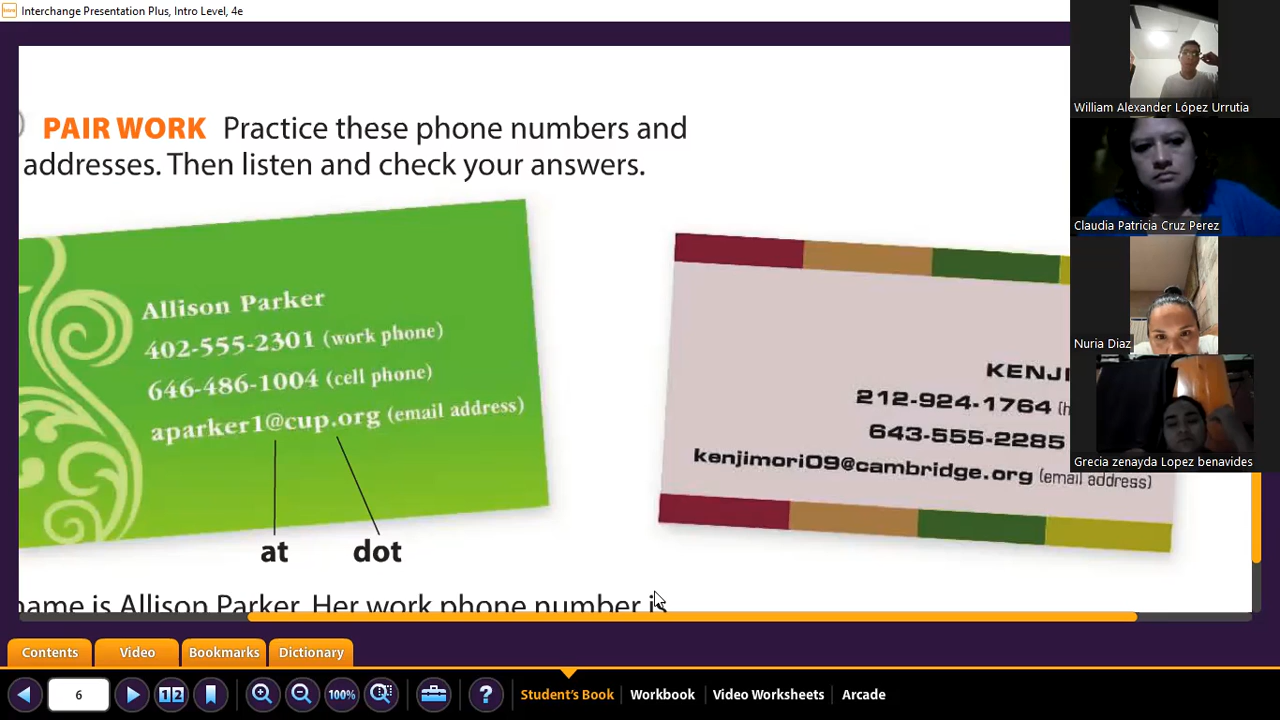 Interchange Presentation Plus, Intro Level, 4e
PAIR WORK Practice these phone numbers and
addresses. Then listen and check your answers.
Allison Parker
402-555-2301 (work phone)
646-486-1004 (cell phone)
aparker1@cup.org (email address)
at dot
KENJI
212-924-1764 (h
643-555-2285
kenjimori09@cambridge.org (email address)
name is Allison Parker. Her work phone number is
William Alexander López Urrutia
Claudia Patricia Cruz Perez
Nuria Diaz
Grecia zenayda Lopez benavides
Contents Video Bookmarks Dictionary
6 1 2 100% ? Student's Book Workbook Video Worksheets Arcade